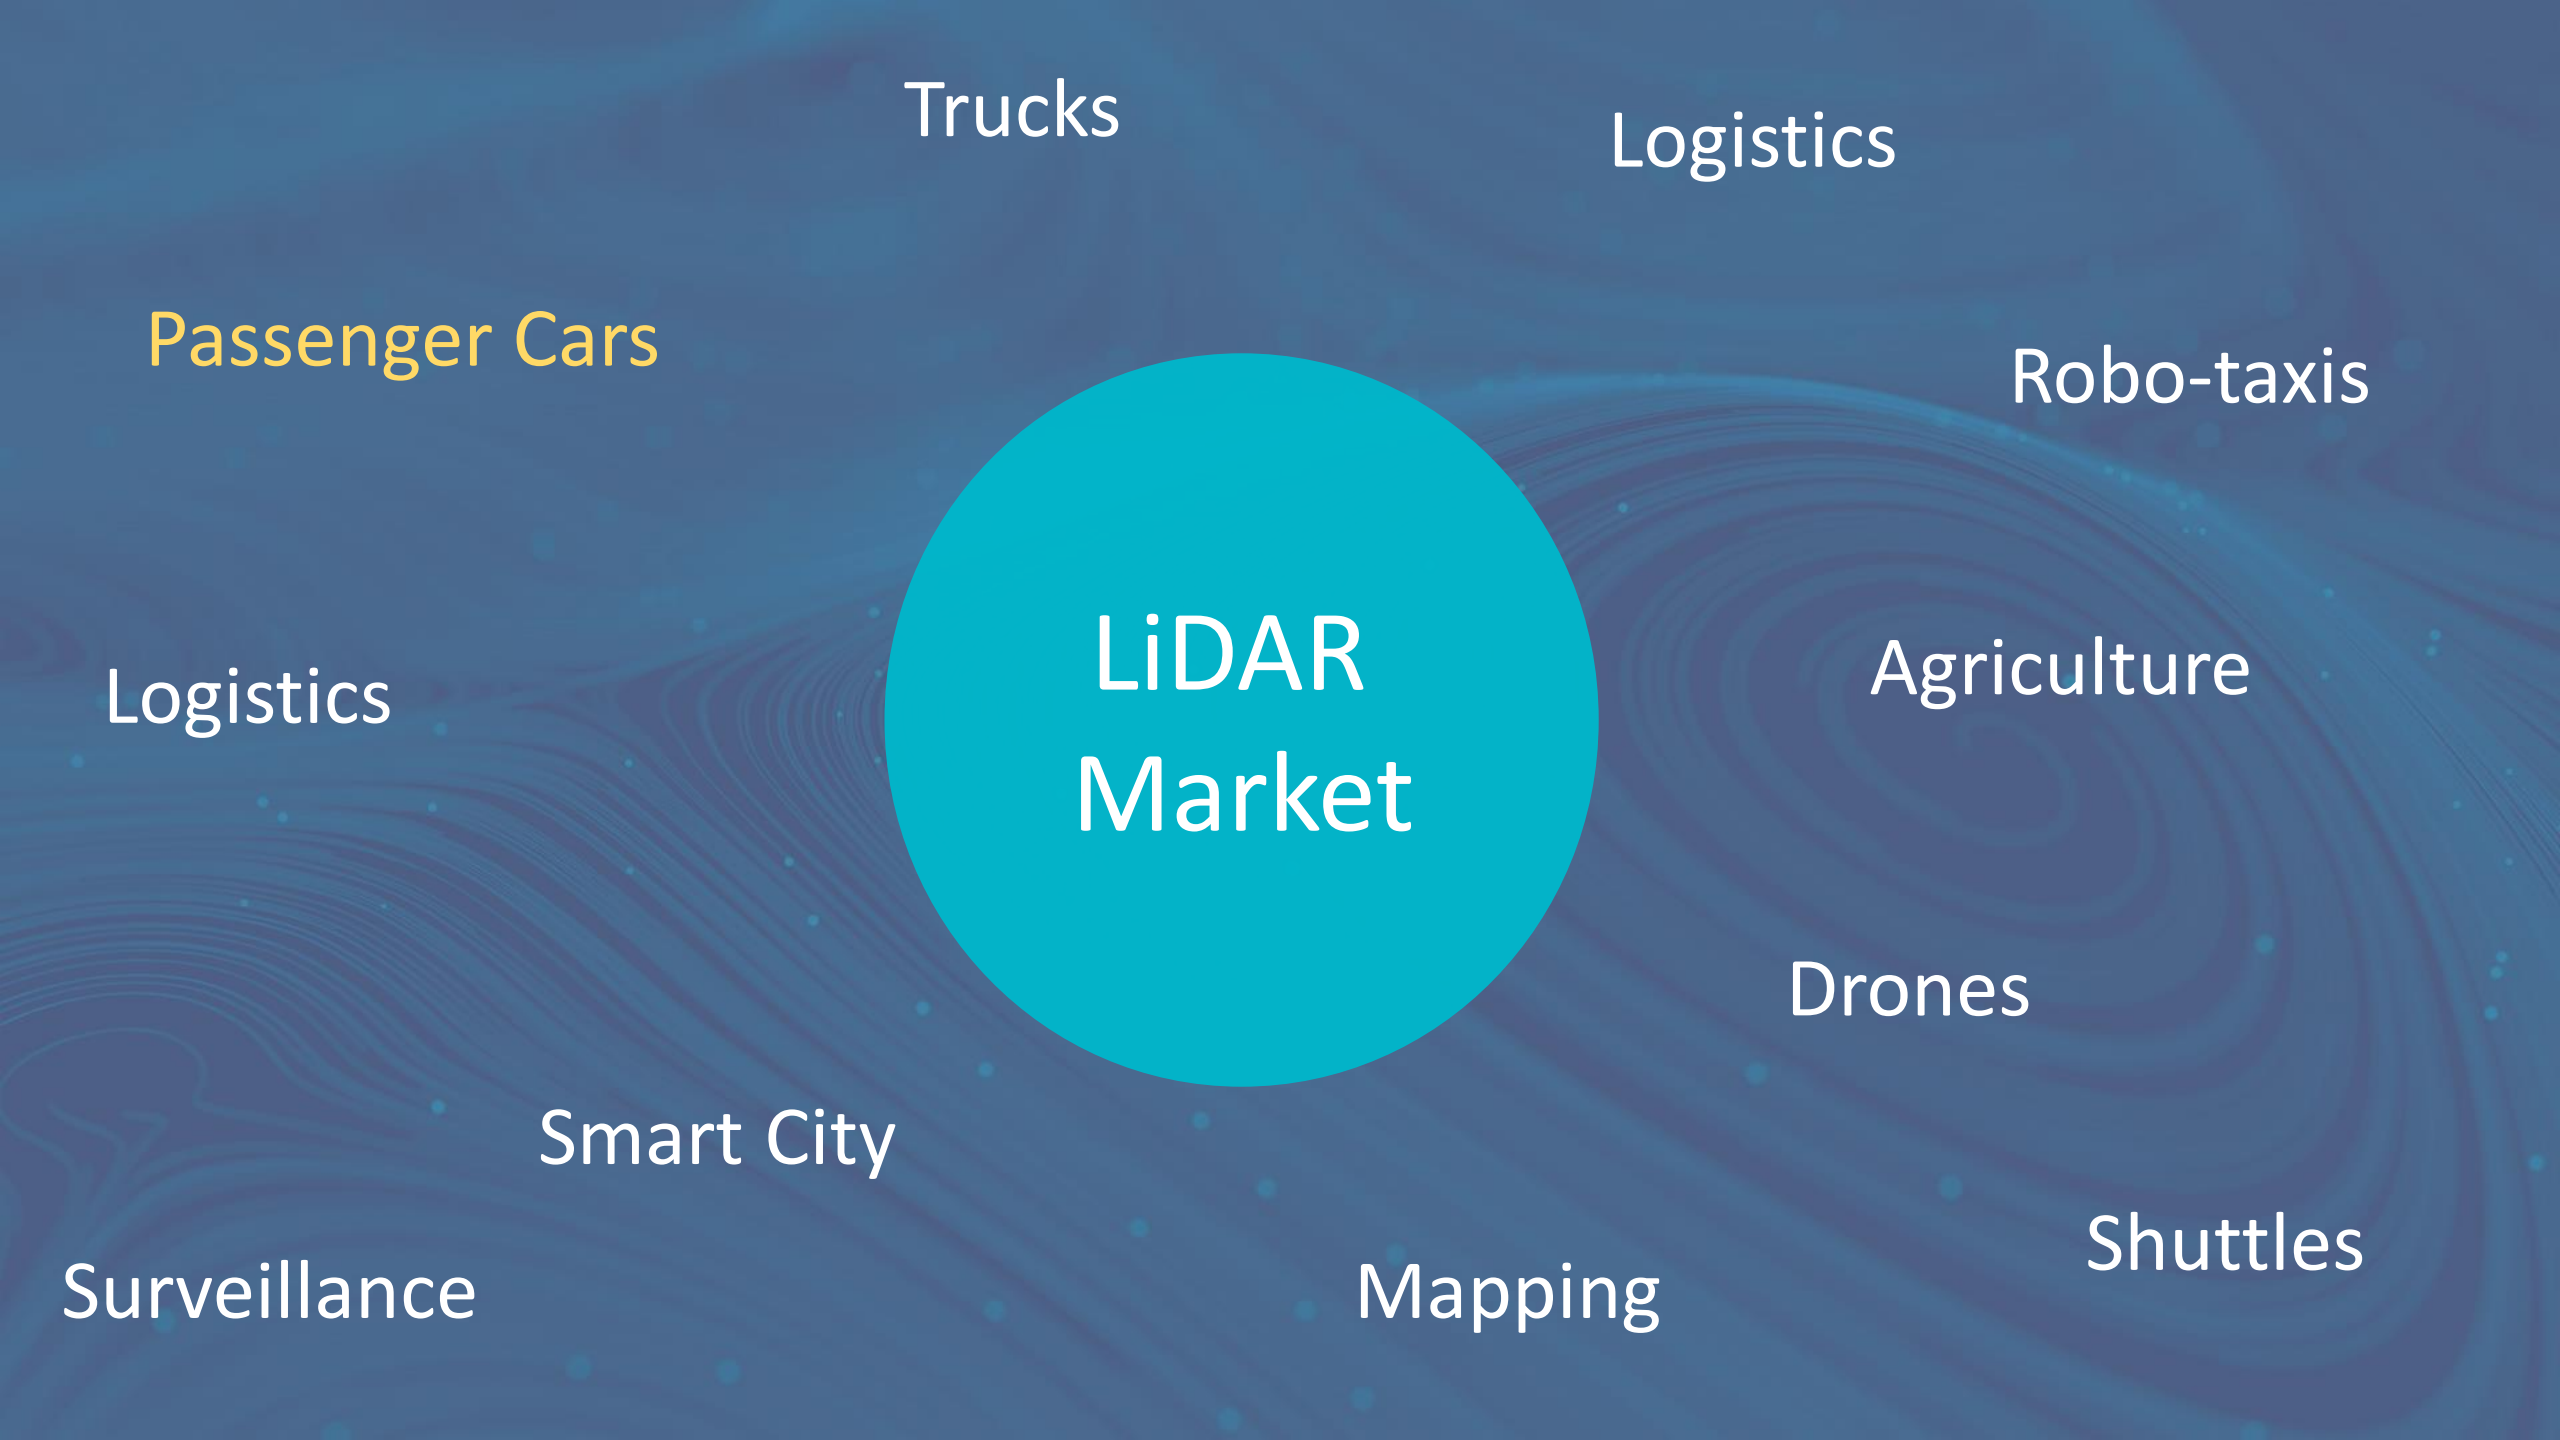 Trucks
Logistics
Passenger Cars
Robo-taxis
LiDAR
Market
Logistics
Agriculture
Drones
Smart City
Shuttles
Surveillance
Mapping